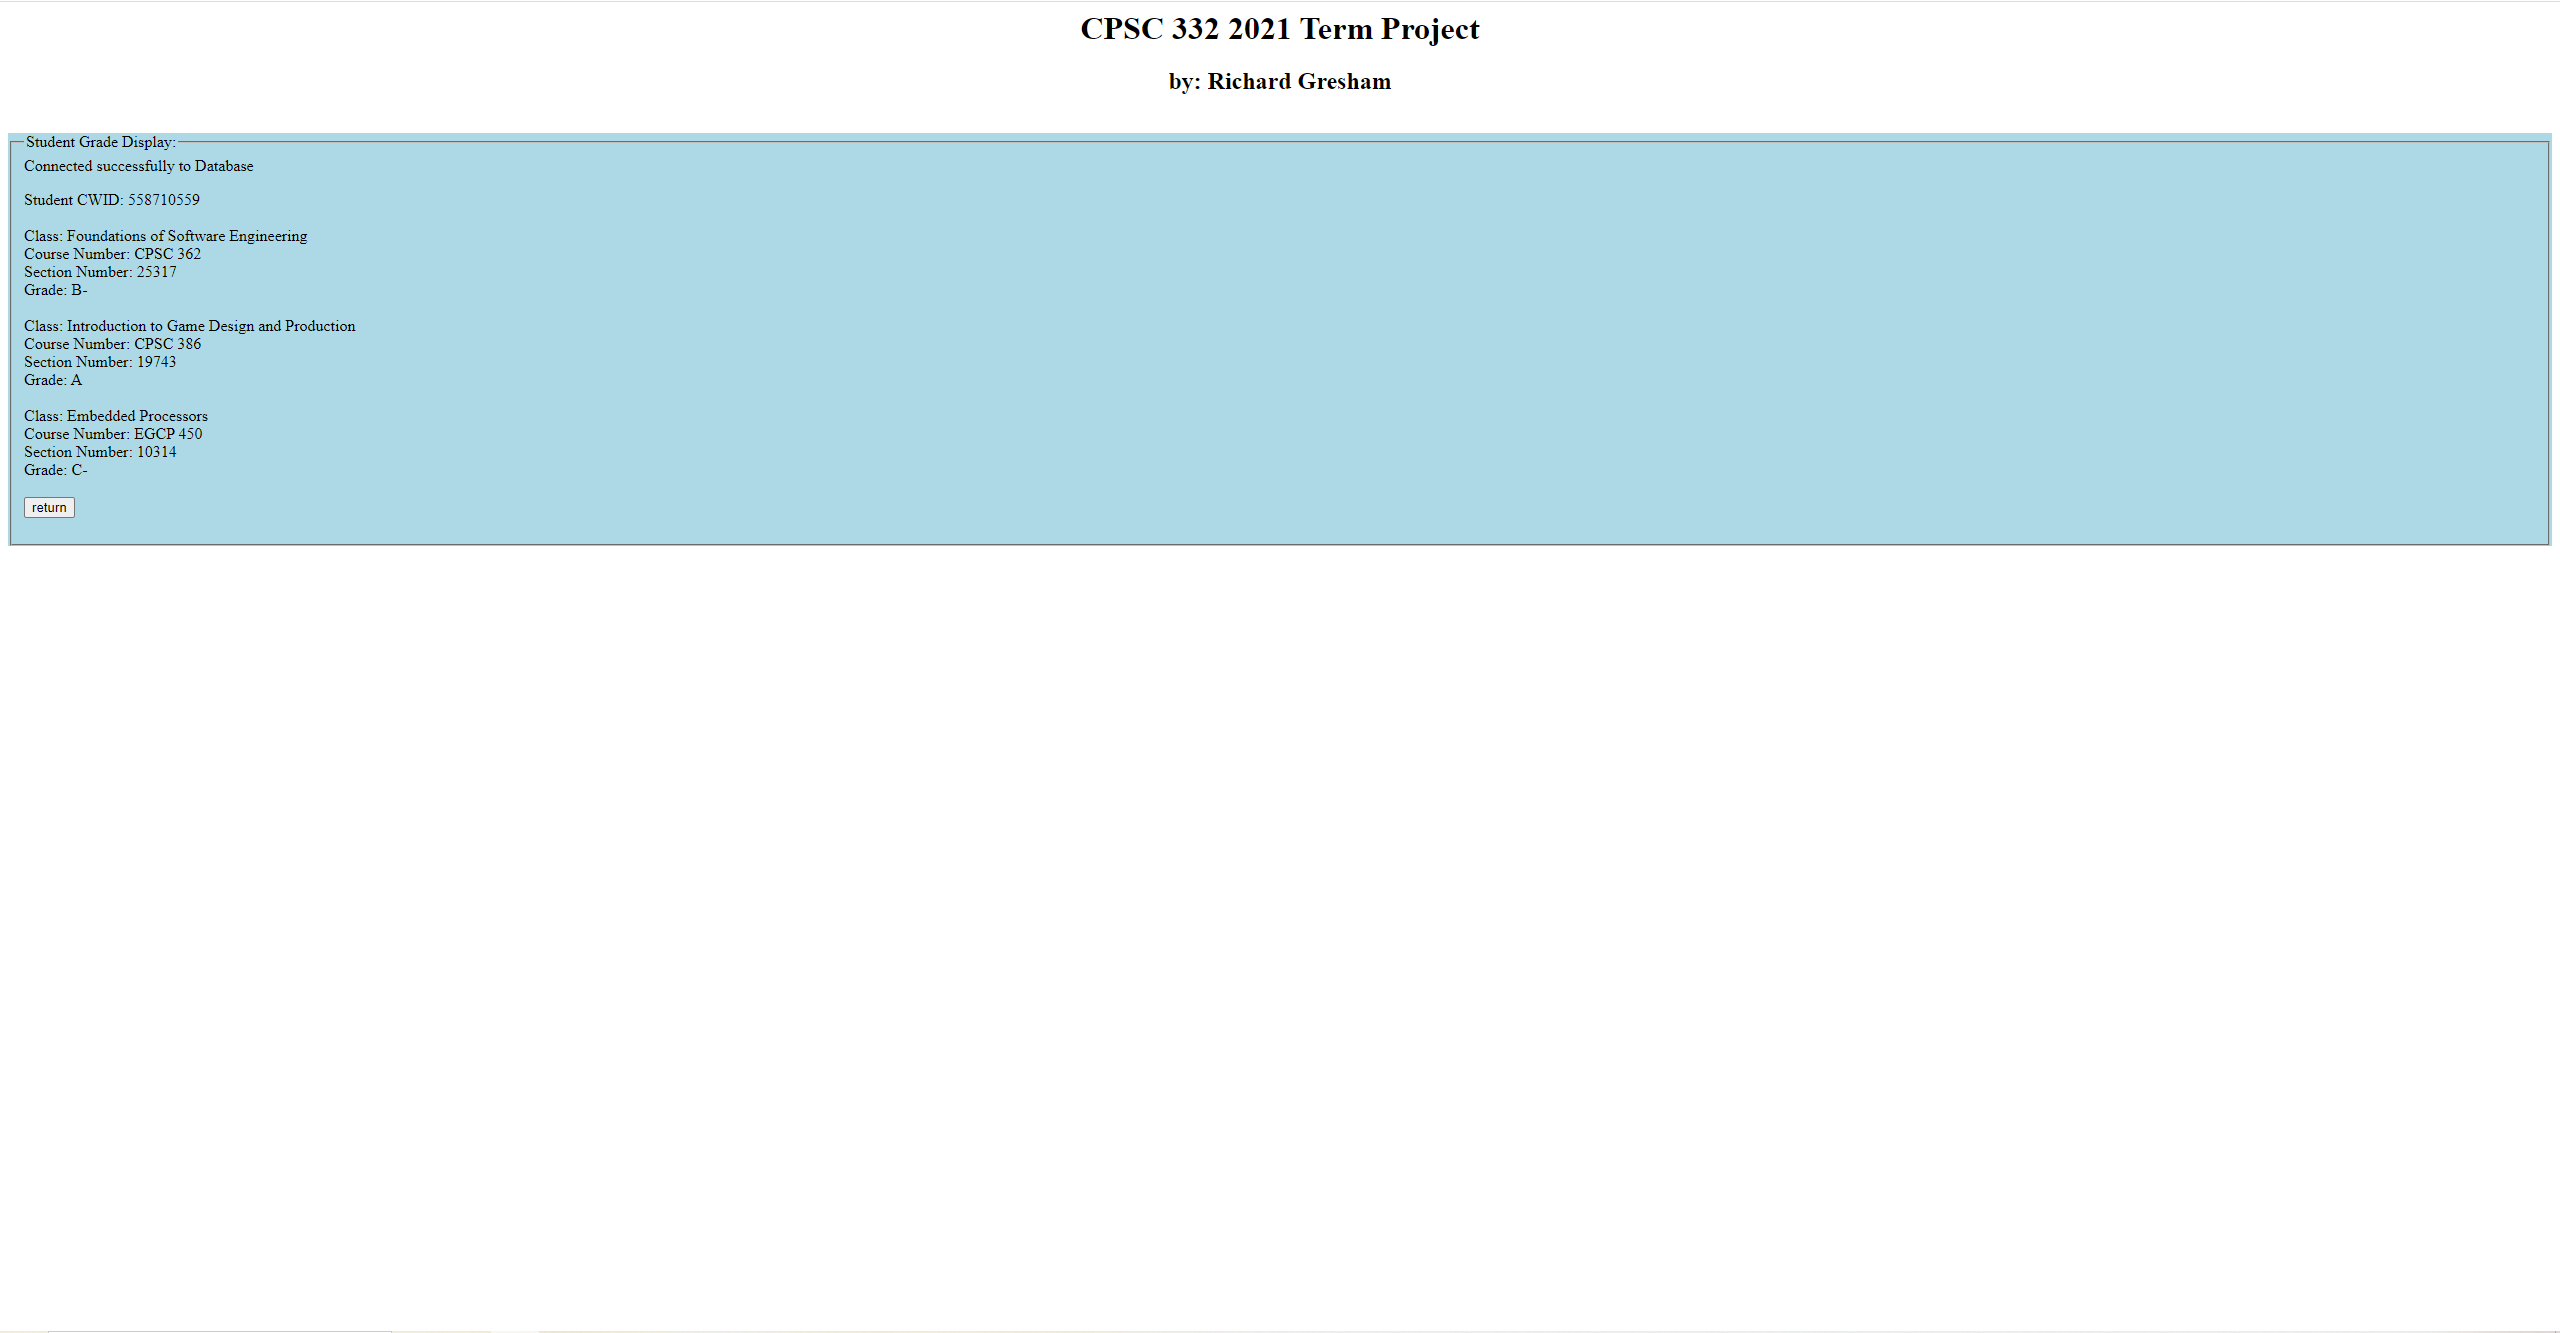 CPSC 332 2021 Term Project
by: Richard Gresham
Student Grade Display:
Connected successfully to Database
Student CWID: 558710559
Class: Foundations of Software Engineering
Course Number: CPSC 362
Section Number: 25317
Grade: B-
Class: Introduction to Game Design and Production
Course Number: CPSC 386
Section Number: 19743
Grade: A
Class: Embedded Processors
Course Number: EGCP 450
Section Number: 10314
Grade: C-
return